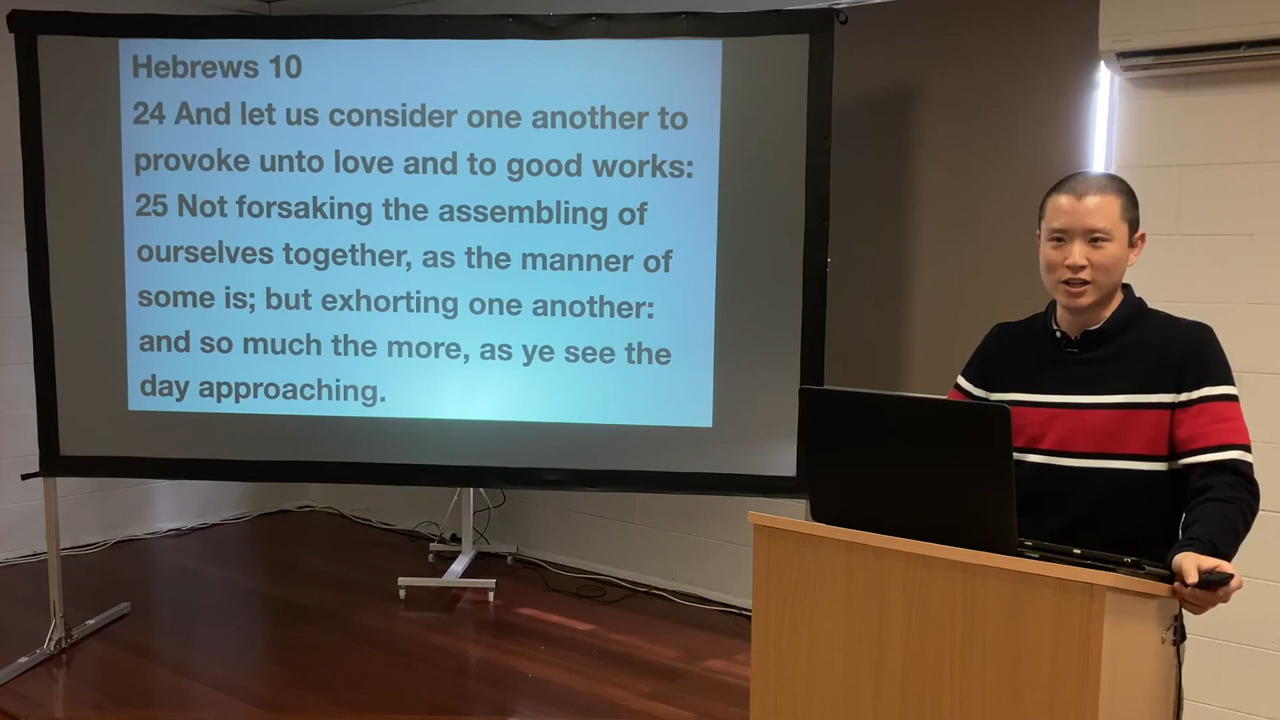 Hebrews 10
24 And let us consider one another to
provoke unto love and to good works:
25 Not forsaking the assembling of
ourselves together, as the manner of
some is; but exhorting one another:
and so much the more, as ye see the
day approaching.